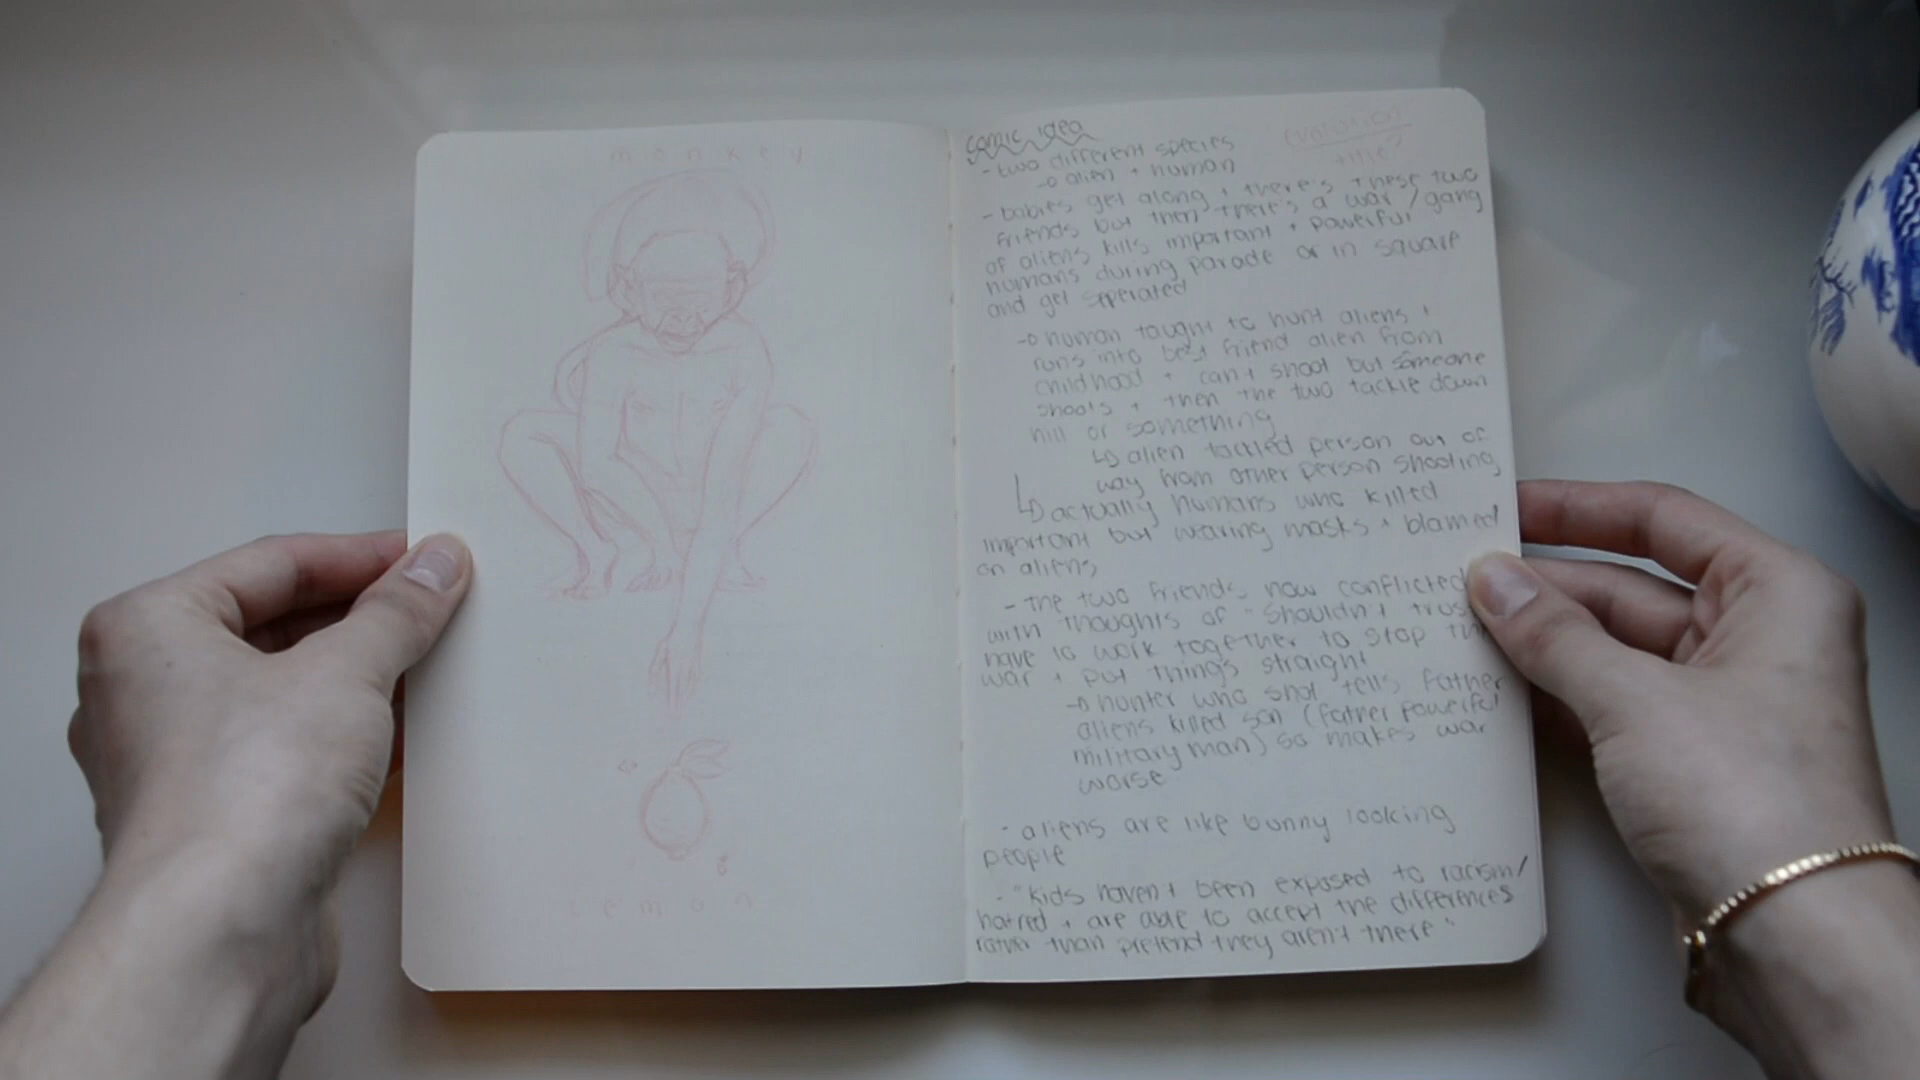 monkey
lemon
comic idea
title?
- two different species
→ alien + human
- babies get along + there's these two
friends but then there's a war / gang
of aliens kills important + powerful
humans during parade or in square
and get seperated
→ human taught to hunt aliens +
runs into best friend alien from
childhood + can't shoot but someone
shoots + then the two tackle down
hill or something
↳ alien tackled person out of
way from other person shooting
↳ actually humans who killed
important but wearing masks + blamed
on aliens
- the two friends now conflicted
with thoughts of "shouldn't trust
have to work together to stop the
war + put things straight
→ hunter who shot tells father
aliens killed son (father powerful
military man) so makes war
worse
- aliens are like bunny looking
people
- "kids haven't been exposed to racism/
hatred + are able to accept the differences
rather than pretend they aren't there"